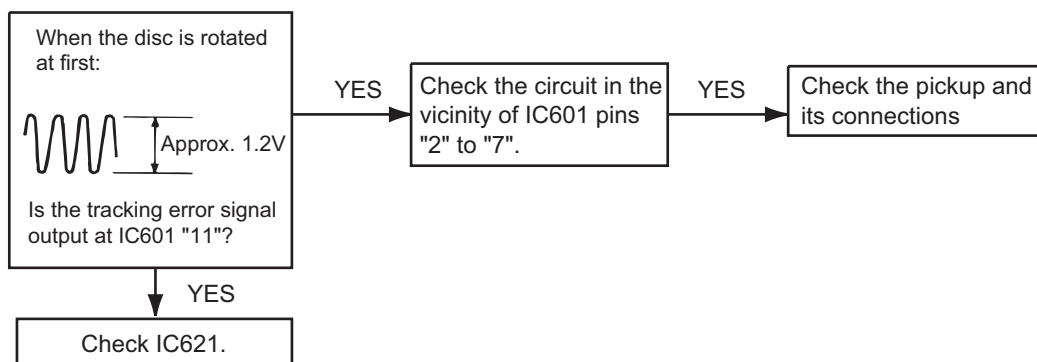 When the disc is rotated
at first:
Approx. 1.2V
Is the tracking error signal
output at IC601 "11"?
YES
Check the circuit in the
vicinity of IC601 pins
"2" to "7".
YES
Check the pickup and
its connections
YES
Check IC621.